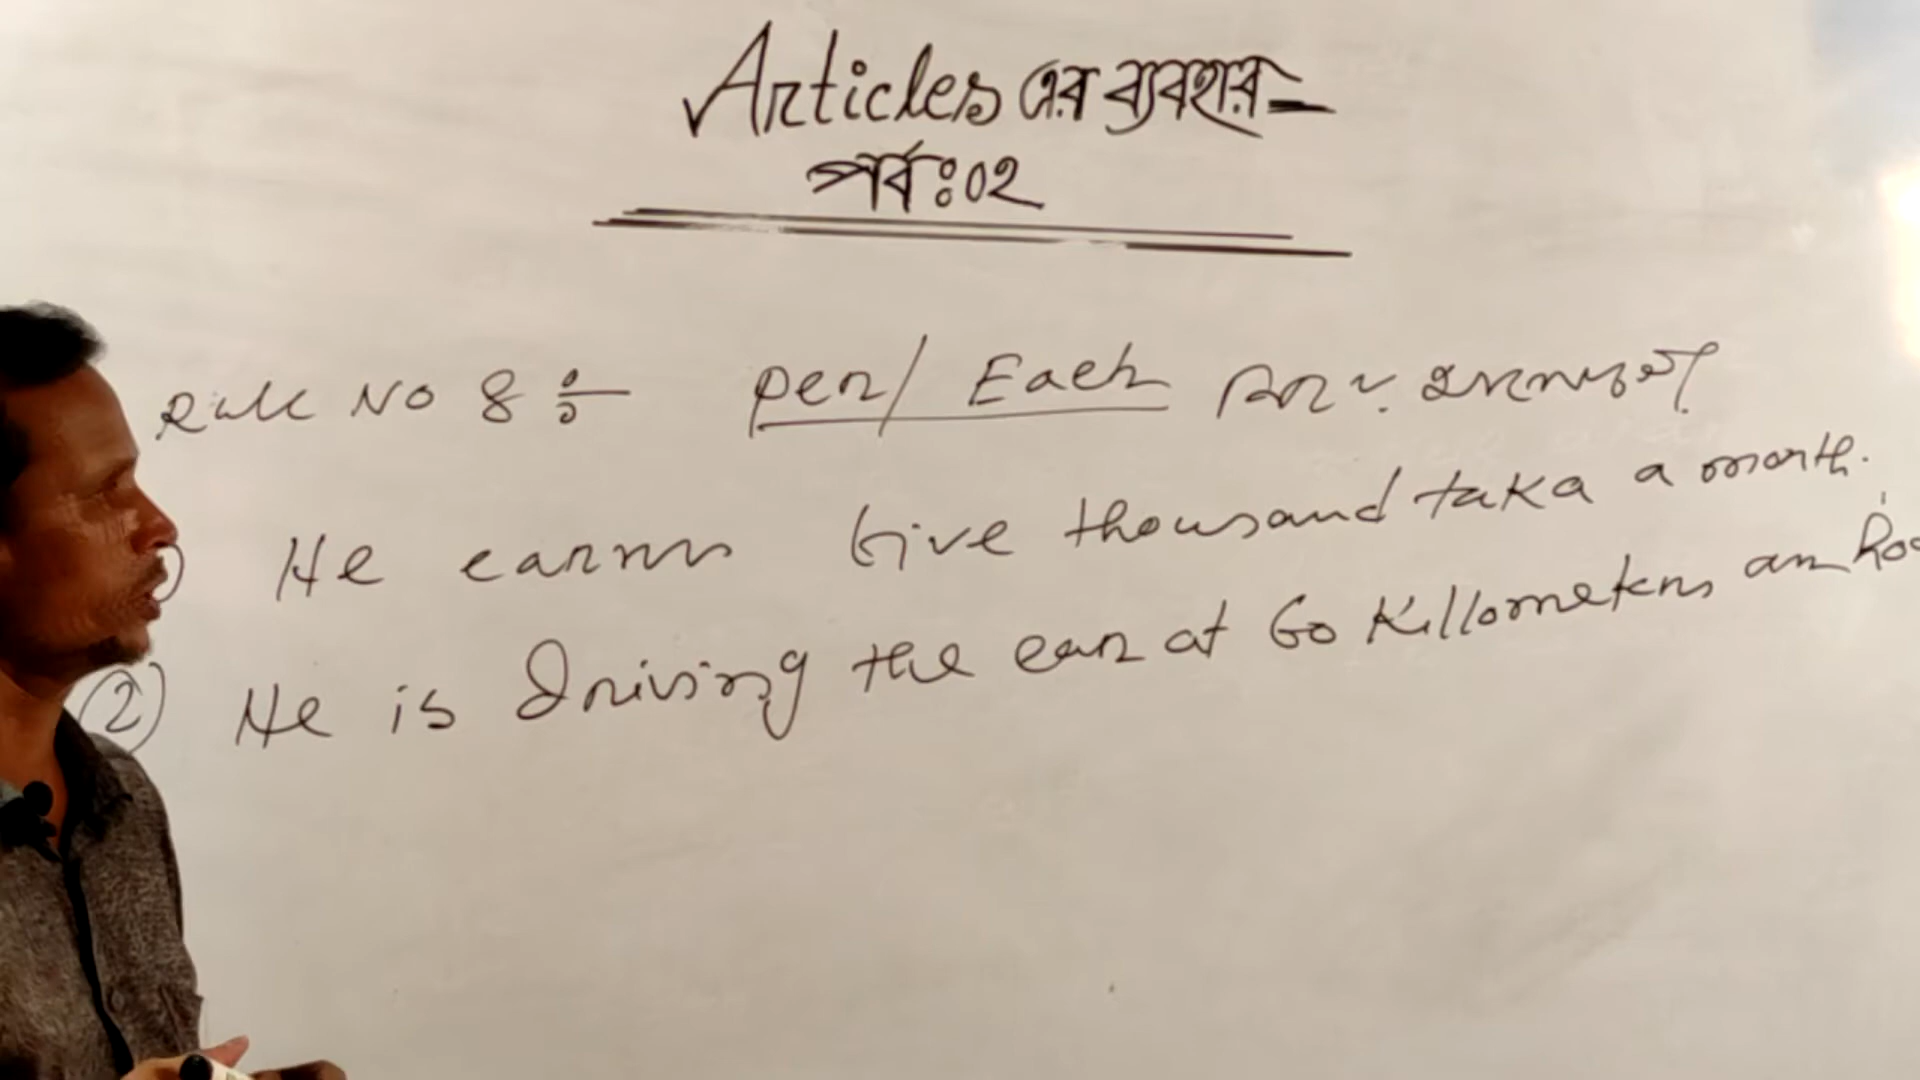 Articles এর ব্যবহার-
পর্ব:০২
Rule No 8 :- per/ Each
1) He earns five thousand taka a month.
2) He is driving the car at 60 Killometers an